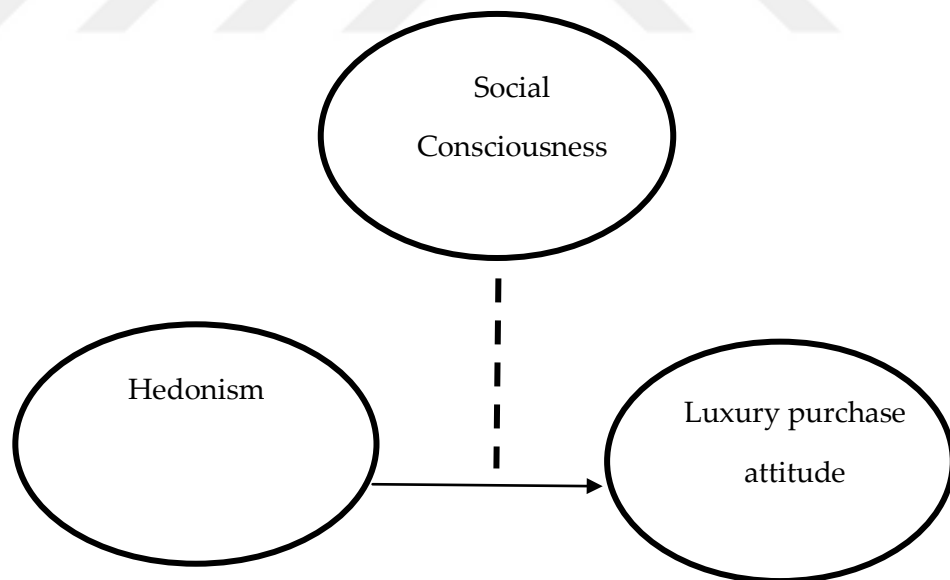 Social
Consciousness
Hedonism
Luxury purchase
attitude